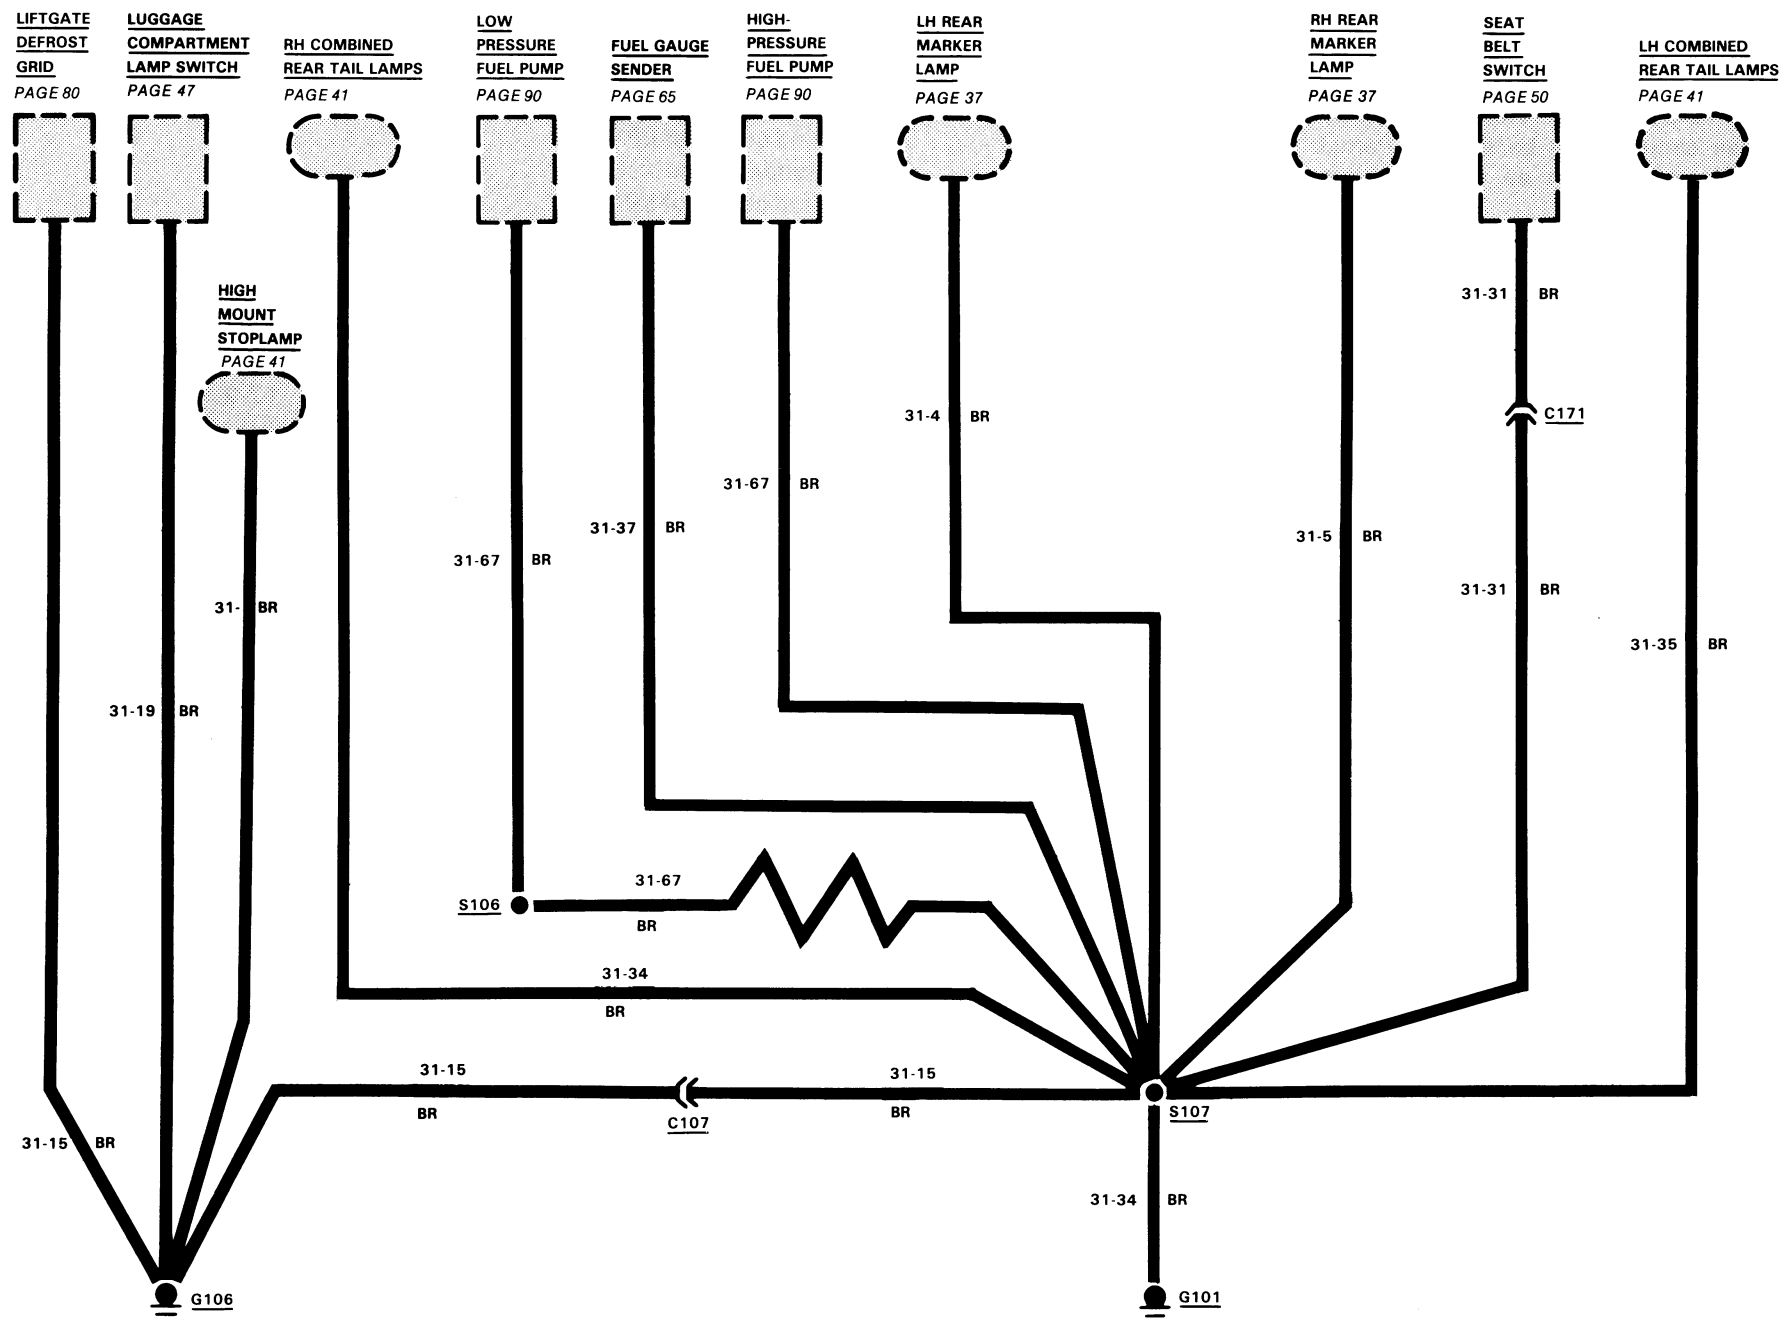 LIFTGATE
DEFROST
GRID
PAGE 80
LUGGAGE
COMPARTMENT
LAMP SWITCH
PAGE 47
RH COMBINED
REAR TAIL LAMPS
PAGE 41
LOW
PRESSURE
FUEL PUMP
PAGE 90
FUEL GAUGE
SENDER
PAGE 65
HIGH-
PRESSURE
FUEL PUMP
PAGE 90
LH REAR
MARKER
LAMP
PAGE 37
RH REAR
MARKER
LAMP
PAGE 37
SEAT
BELT
SWITCH
PAGE 50
LH COMBINED
REAR TAIL LAMPS
PAGE 41
HIGH
MOUNT
STOPLAMP
PAGE 41
31-31 BR
C171
31-4 BR
31-67 BR
31-37 BR
31-5 BR
31-67 BR
31-31 BR
31- BR
31-35 BR
31-19 BR
31-67
S106
BR
31-34
BR
31-15
BR
C107
31-15
BR
S107
31-15 BR
31-34 BR
G106
G101